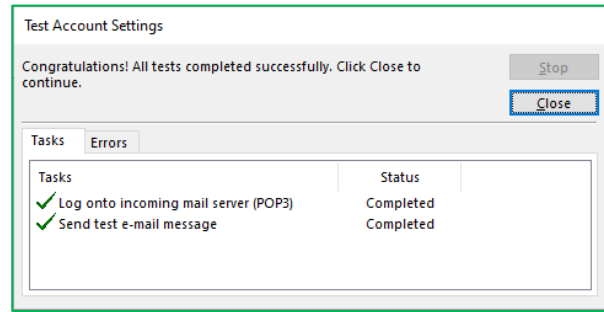 Test Account Settings
Congratulations! All tests completed successfully. Click Close to
continue.
Stop
Close
Tasks Errors
Tasks Status
Log onto incoming mail server (POP3) Completed
Send test e-mail message Completed